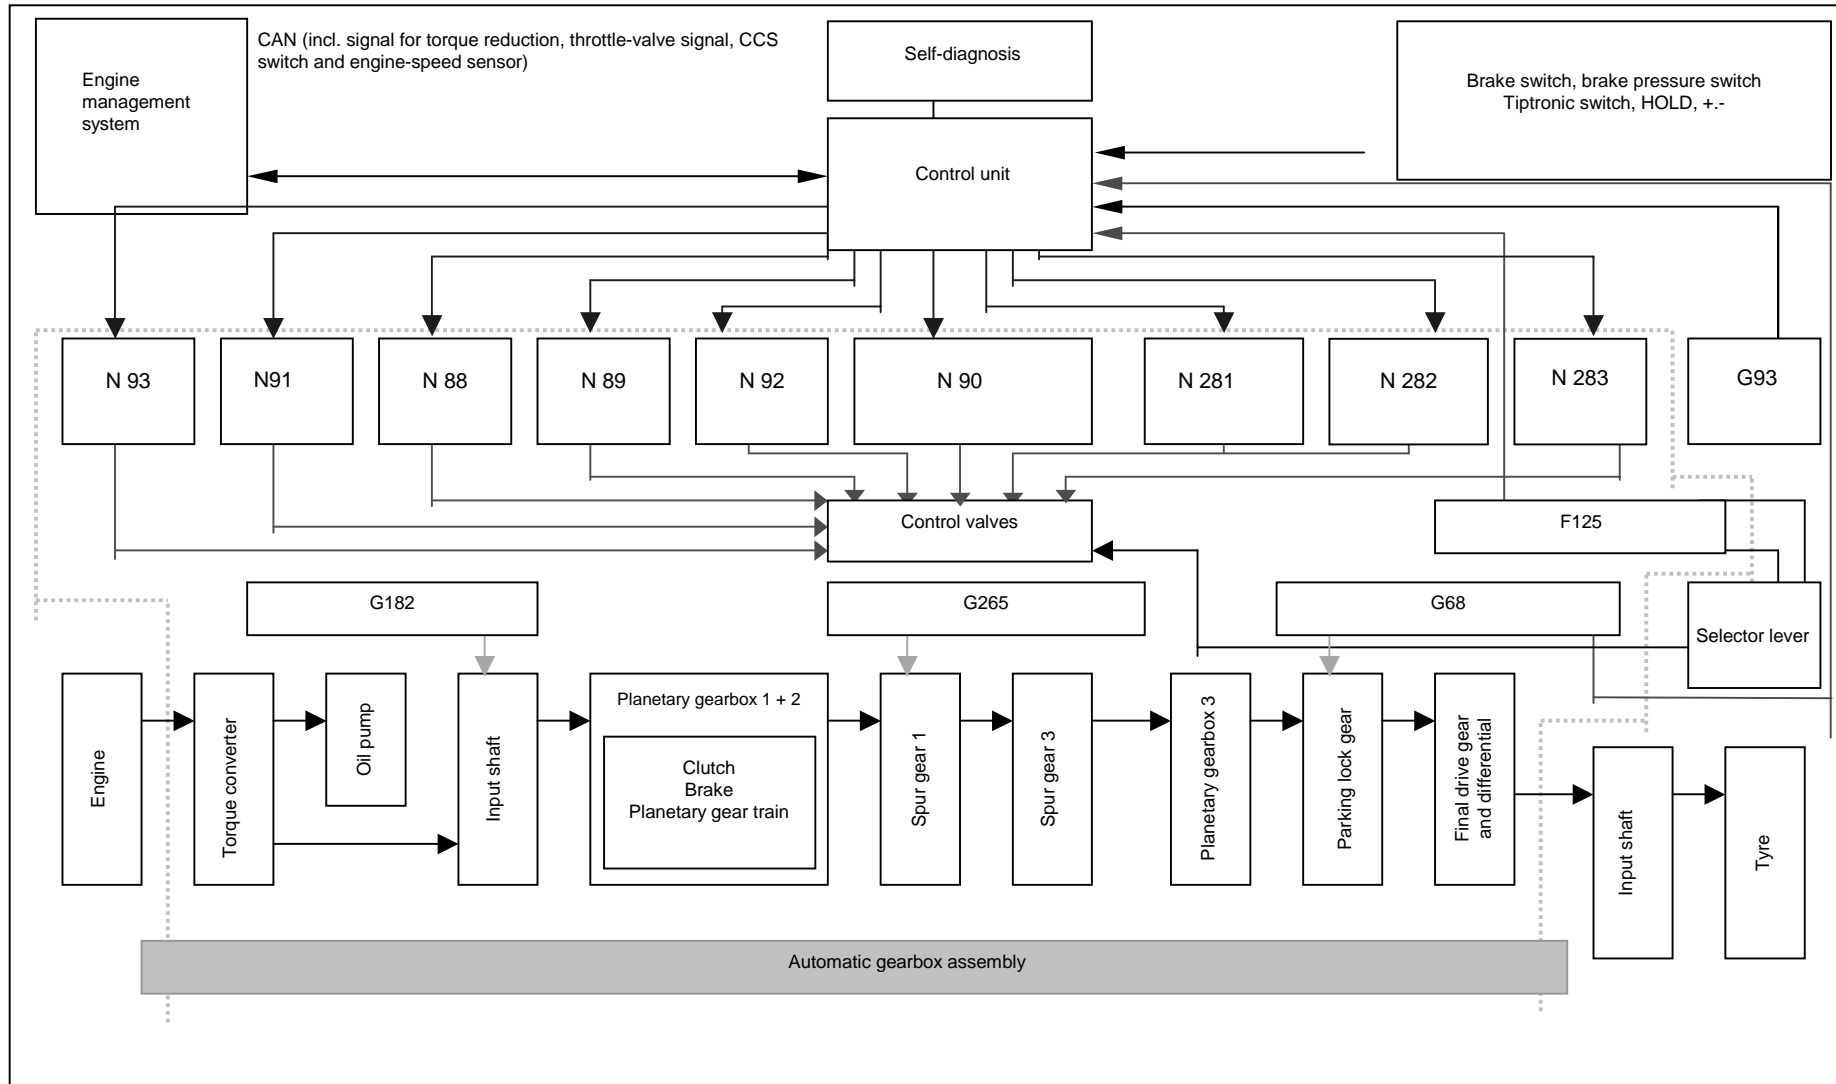 CAN (incl. signal for torque reduction, throttle-valve signal, CCS
switch and engine-speed sensor)
Engine
management
system
Self-diagnosis
Brake switch, brake pressure switch
Tiptronic switch, HOLD, +.-
Control unit
N 93
N91
N 88
N 89
N 92
N 90
N 281
N 282
N 283
G93
Control valves
F125
G182
G265
G68
Selector lever
Engine
Torque converter
Oil pump
Input shaft
Planetary gearbox 1 + 2
Clutch
Brake
Planetary gear train
Spur gear 1
Spur gear 3
Planetary gearbox 3
Parking lock gear
Final drive gear
and differential
Input shaft
Tyre
Automatic gearbox assembly